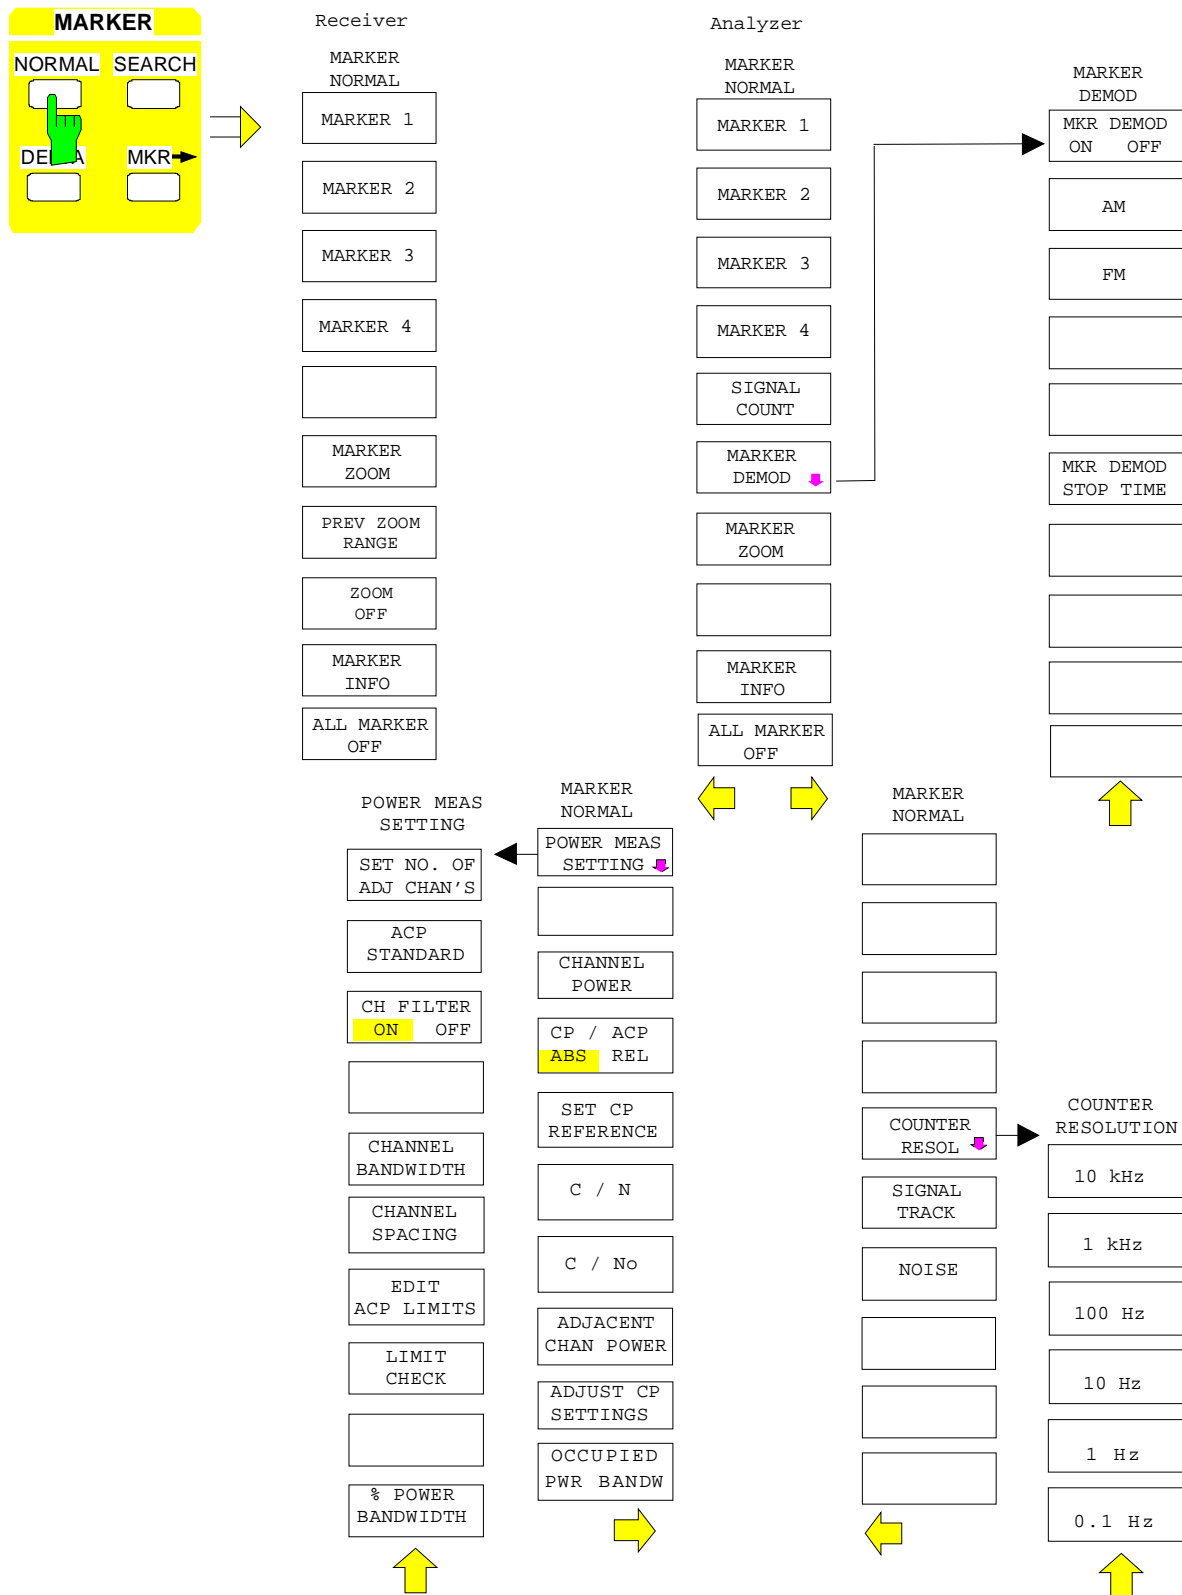 MARKER
NORMAL SEARCH
MKR
Receiver
MARKER
NORMAL
MARKER 1
MARKER 2
MARKER 3
MARKER 4
MARKER
ZOOM
PREV ZOOM
RANGE
ZOOM
OFF
MARKER
INFO
ALL MARKER
OFF
Analyzer
MARKER
NORMAL
MARKER 1
MARKER 2
MARKER 3
MARKER 4
SIGNAL
COUNT
MARKER
DEMOD
MARKER
ZOOM
MARKER
INFO
ALL MARKER
OFF
MARKER
DEMOD
MKR DEMOD
ON OFF
AM
FM
MKR DEMOD
STOP TIME
POWER MEAS
SETTING
SET NO. OF
ADJ CHAN'S
ACP
STANDARD
CH FILTER
ON OFF
CHANNEL
BANDWIDTH
CHANNEL
SPACING
EDIT
ACP LIMITS
LIMIT
CHECK
% POWER
BANDWIDTH
MARKER
NORMAL
POWER MEAS
SETTING
CHANNEL
POWER
CP / ACP
ABS REL
SET CP
REFERENCE
C / N
C / No
ADJACENT
CHAN POWER
ADJUST CP
SETTINGS
OCCUPIED
PWR BANDW
MARKER
NORMAL
COUNTER
RESOL
SIGNAL
TRACK
NOISE
COUNTER
RESOLUTION
10 kHz
1 kHz
100 Hz
10 Hz
1 Hz
0.1 Hz